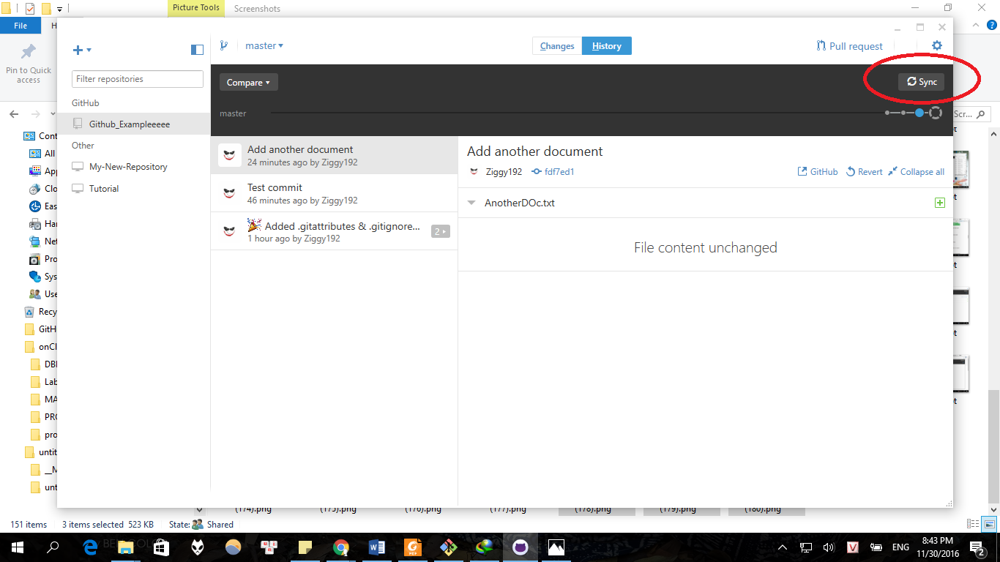 Picture Tools
Screenshots
File
Pin to Quick
access
master
Changes
History
Pull request
Filter repositories
Compare
Sync
GitHub
master
Github_Exampleeeee
Other
My-New-Repository
Tutorial
Add another document
24 minutes ago by Ziggy192
Test commit
46 minutes ago by Ziggy192
Added .gitattributes & .gitignore...
2
1 hour ago by Ziggy192
Add another document
Ziggy192
fdf7ed1
GitHub
Revert
Collapse all
AnotherDOc.txt
File content unchanged
Scr...
Cont
All
App
Clo
Eas
Har
Net
Pro
Sys
Use
Recy
GitH
onCl
DBI
Lab
MA
PRO
pro
untit
__M
unt
(174).png
(175).png
(176).png
(177).png
(178).png
(179).png
(180).png
151 items
3 items selected 523 KB
State:
Shared
ENG
8:43 PM
11/30/2016
2